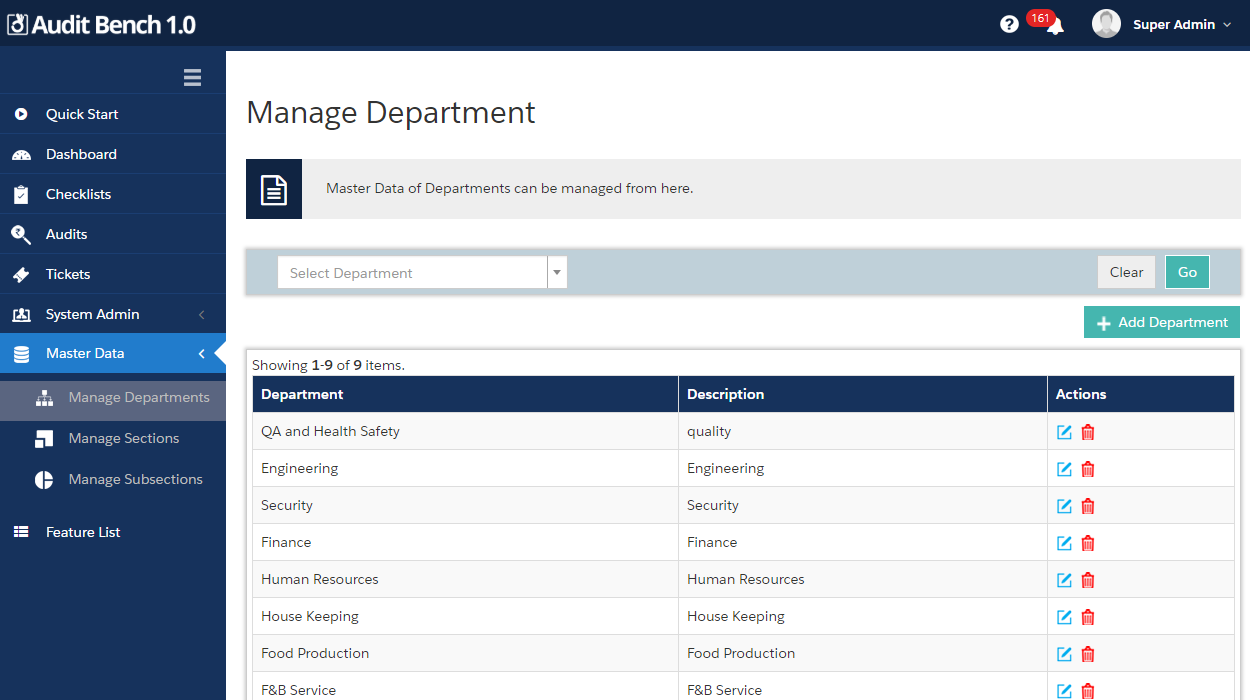 Audit Bench 1.0
?
161
Super Admin
Quick Start
Dashboard
Checklists
Audits
Tickets
System Admin
Master Data
Manage Departments
Manage Sections
Manage Subsections
Feature List
Manage Department
Master Data of Departments can be managed from here.
Select Department
Clear
Go
Add Department
Showing 1-9 of 9 items.
Department Description Actions
QA and Health Safety quality
Engineering Engineering
Security Security
Finance Finance
Human Resources Human Resources
House Keeping House Keeping
Food Production Food Production
F&B Service F&B Service